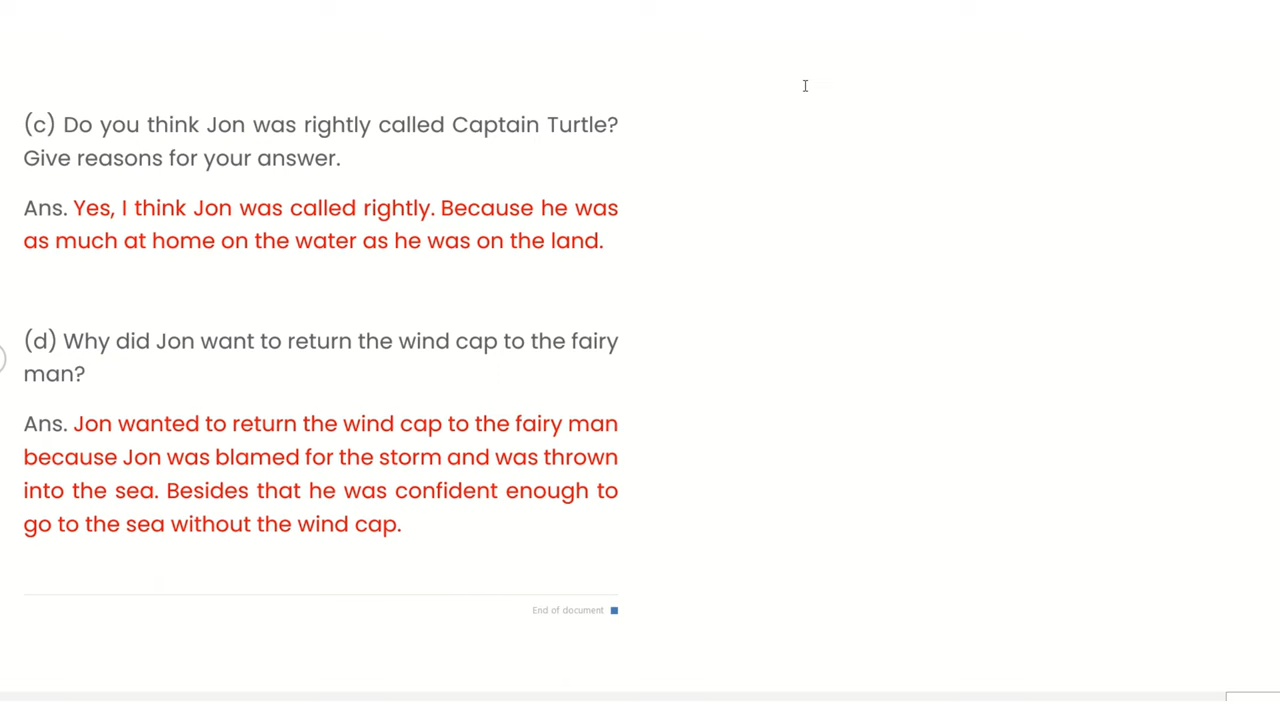 (c) Do you think Jon was rightly called Captain Turtle?
Give reasons for your answer.
Ans. Yes, I think Jon was called rightly. Because he was
as much at home on the water as he was on the land.
(d) Why did Jon want to return the wind cap to the fairy
man?
Ans. Jon wanted to return the wind cap to the fairy man
because Jon was blamed for the storm and was thrown
into the sea. Besides that he was confident enough to
go to the sea without the wind cap.
End of document